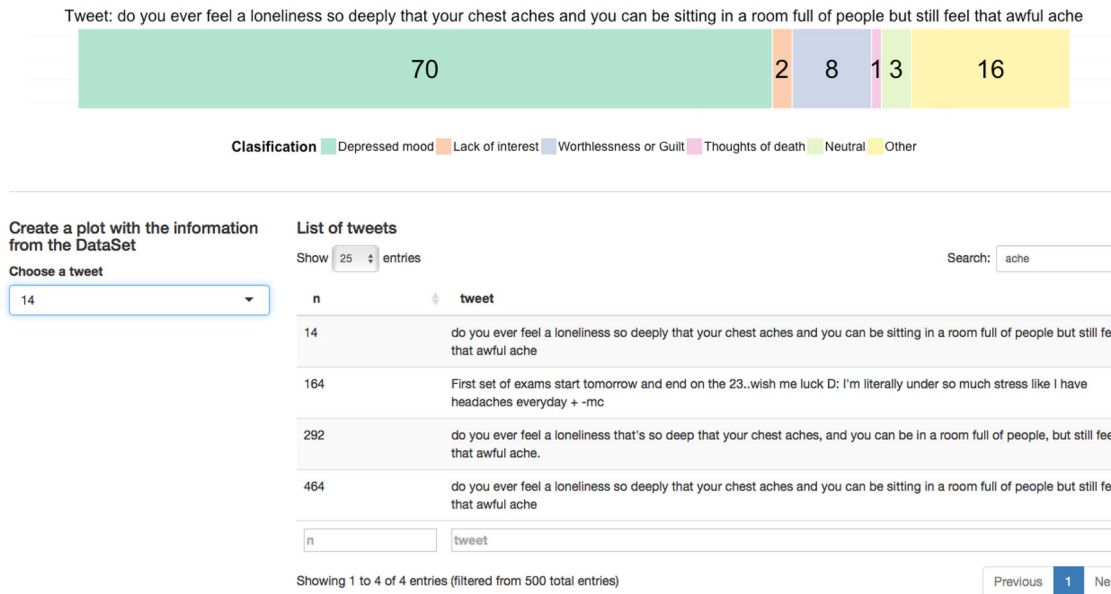 Tweet: do you ever feel a loneliness so deeply that your chest aches and you can be sitting in a room full of people but still feel that awful ache
70 2 8 1 3 16
Clasification Depressed mood Lack of interest Worthlessness or Guilt Thoughts of death Neutral Other
Create a plot with the information
from the DataSet
Choose a tweet
14
List of tweets
Show 25 entries
Search: ache
n tweet
14 do you ever feel a loneliness so deeply that your chest aches and you can be sitting in a room full of people but still fe
that awful ache
164 First set of exams start tomorrow and end on the 23..wish me luck D: I'm literally under so much stress like I have
headaches everyday + -mc
292 do you ever feel a loneliness that's so deep that your chest aches, and you can be in a room full of people, but still fee
that awful ache.
464 do you ever feel a loneliness so deeply that your chest aches and you can be sitting in a room full of people but still fe
that awful ache
n tweet
Showing 1 to 4 of 4 entries (filtered from 500 total entries)
Previous 1 Ne